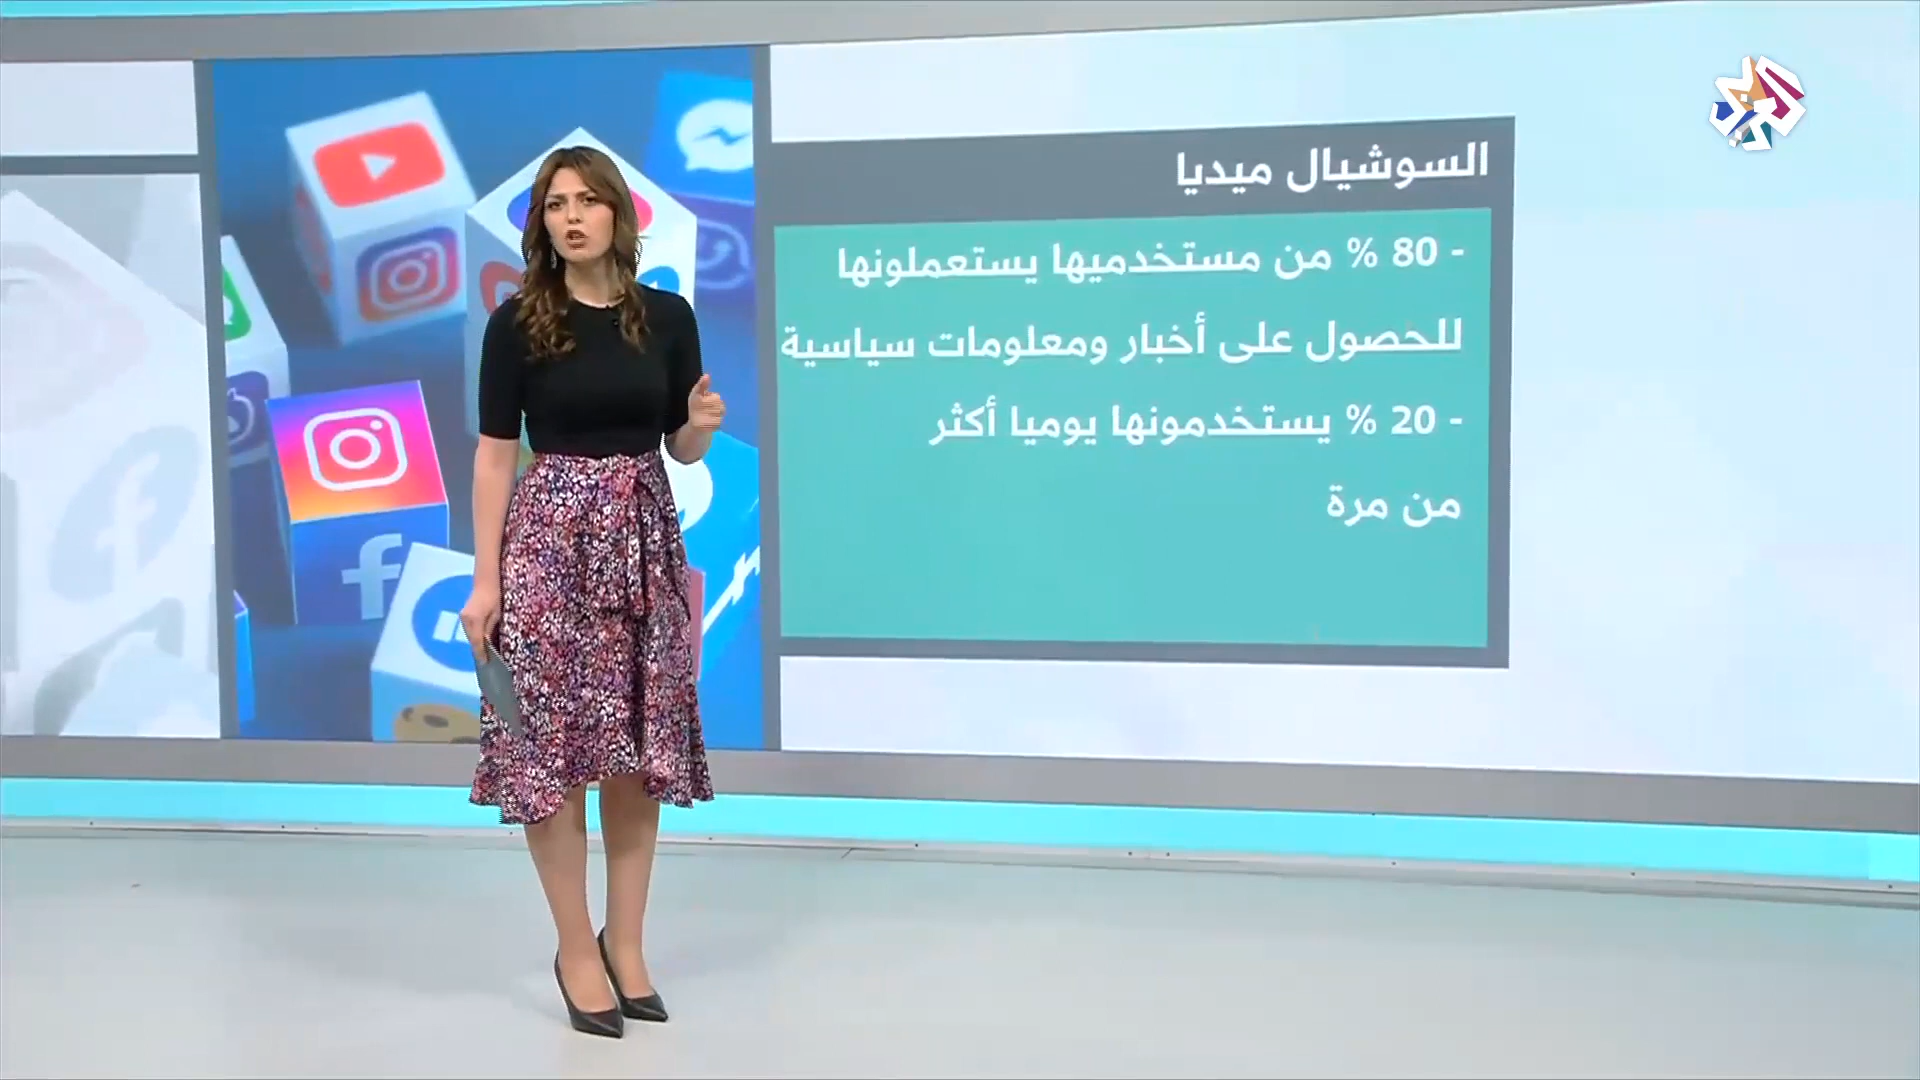 السوشيال ميديا
- 80 % من مستخدميها يستعملونها
للحصول على أخبار ومعلومات سياسية
- 20 % يستخدمونها يوميا أكثر
من مرة